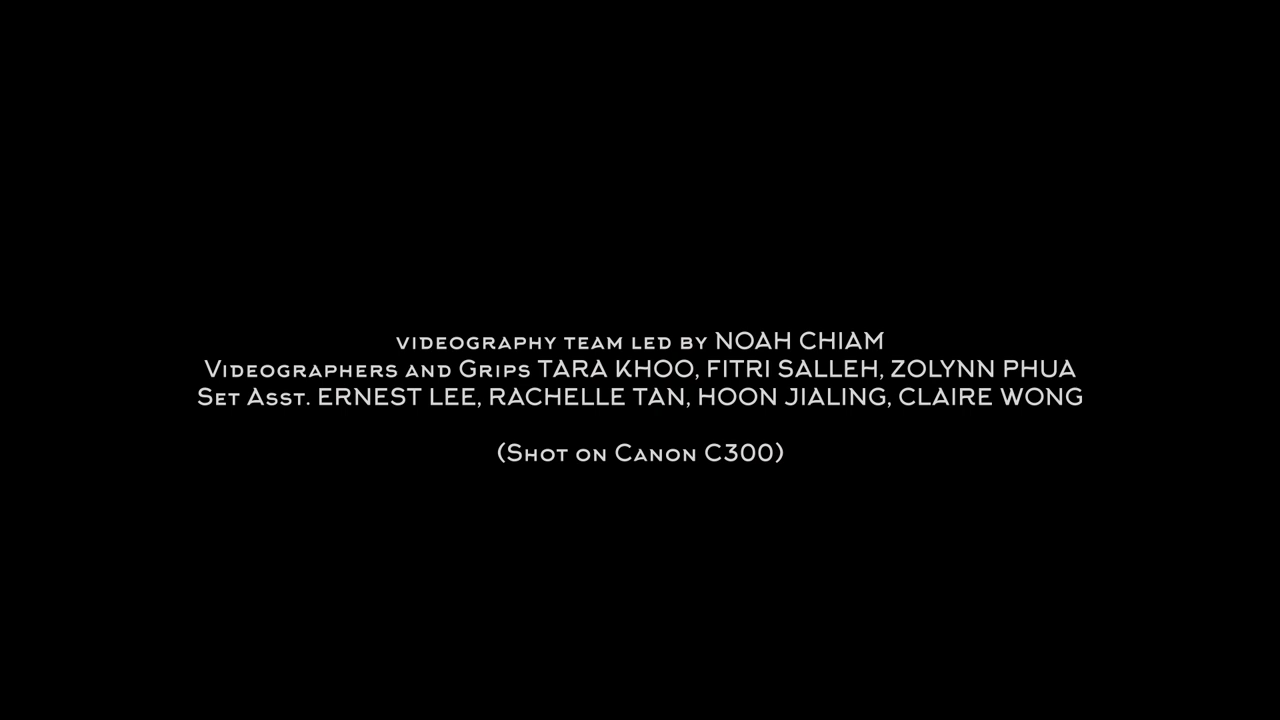 videography team led by NOAH CHIAM
Videographers and Grips TARA KHOO, FITRI SALLEH, ZOLYNN PHUA
Set Asst. ERNEST LEE, RACHELLE TAN, HOON JIALING, CLAIRE WONG
(Shot on Canon C300)